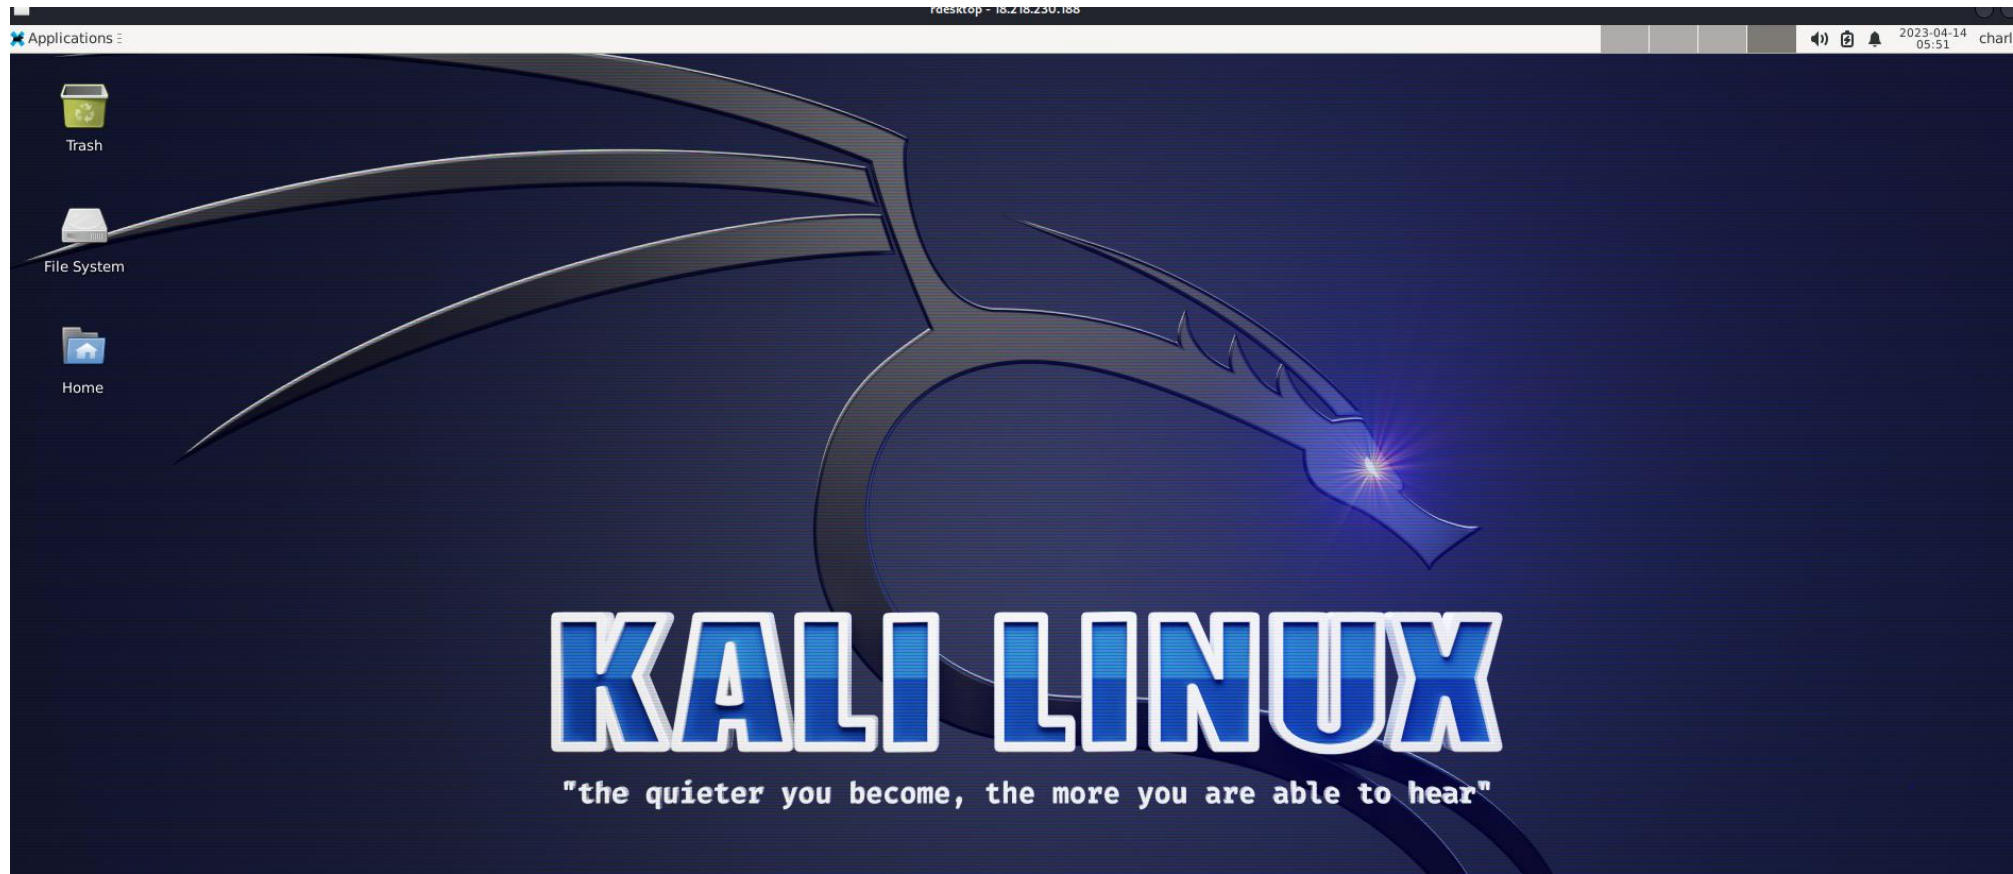 rdesktop - 18.218.230.188
Applications
2023-04-14
05:51
charl
Trash
File System
Home
KALI LINUX
"the quieter you become, the more you are able to hear"